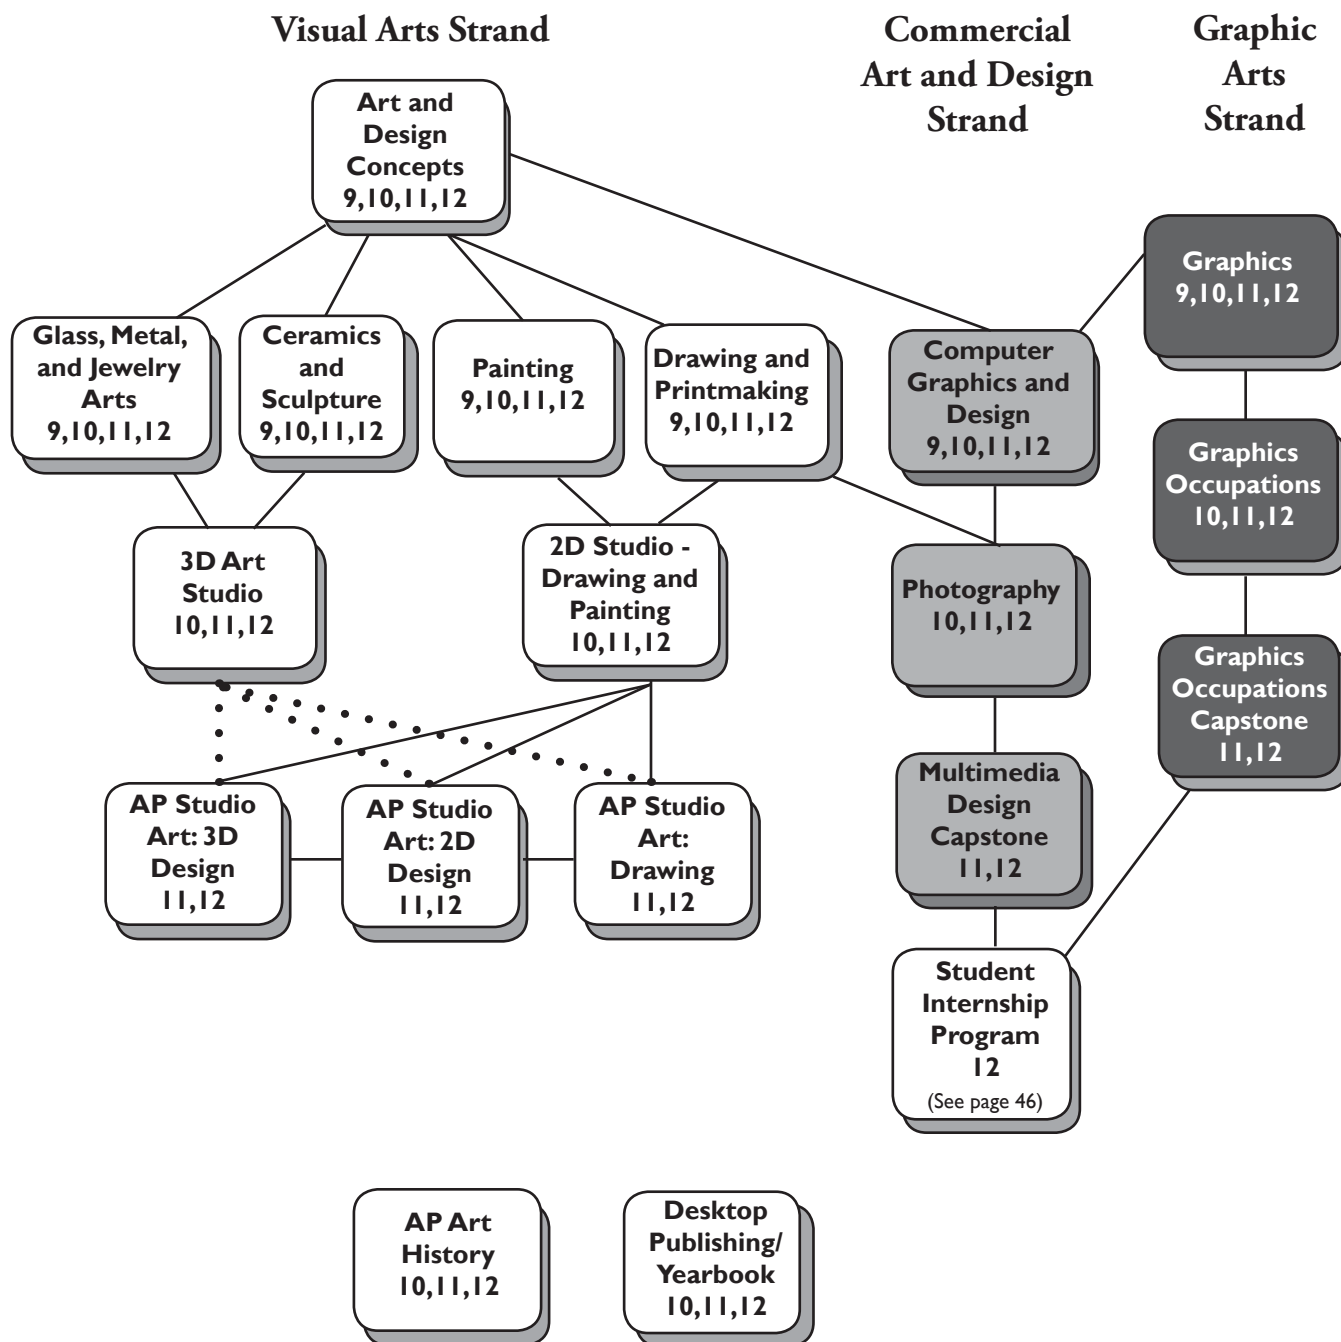 Visual Arts Strand
Commercial
Art and Design
Strand
Graphic
Arts
Strand
Art and
Design
Concepts
9,10,11,12
Graphics
9,10,11,12
Glass, Metal,
and Jewelry
Arts
9,10,11,12
Ceramics
and
Sculpture
9,10,11,12
Painting
9,10,11,12
Drawing and
Printmaking
9,10,11,12
Computer
Graphics and
Design
9,10,11,12
Graphics
Occupations
10,11,12
3D Art
Studio
10,11,12
2D Studio -
Drawing and
Painting
10,11,12
Photography
10,11,12
Graphics
Occupations
Capstone
11,12
AP Studio
Art: 3D
Design
11,12
AP Studio
Art: 2D
Design
11,12
AP Studio
Art:
Drawing
11,12
Multimedia
Design
Capstone
11,12
Student
Internship
Program
12
(See page 46)
AP Art
History
10,11,12
Desktop
Publishing/
Yearbook
10,11,12